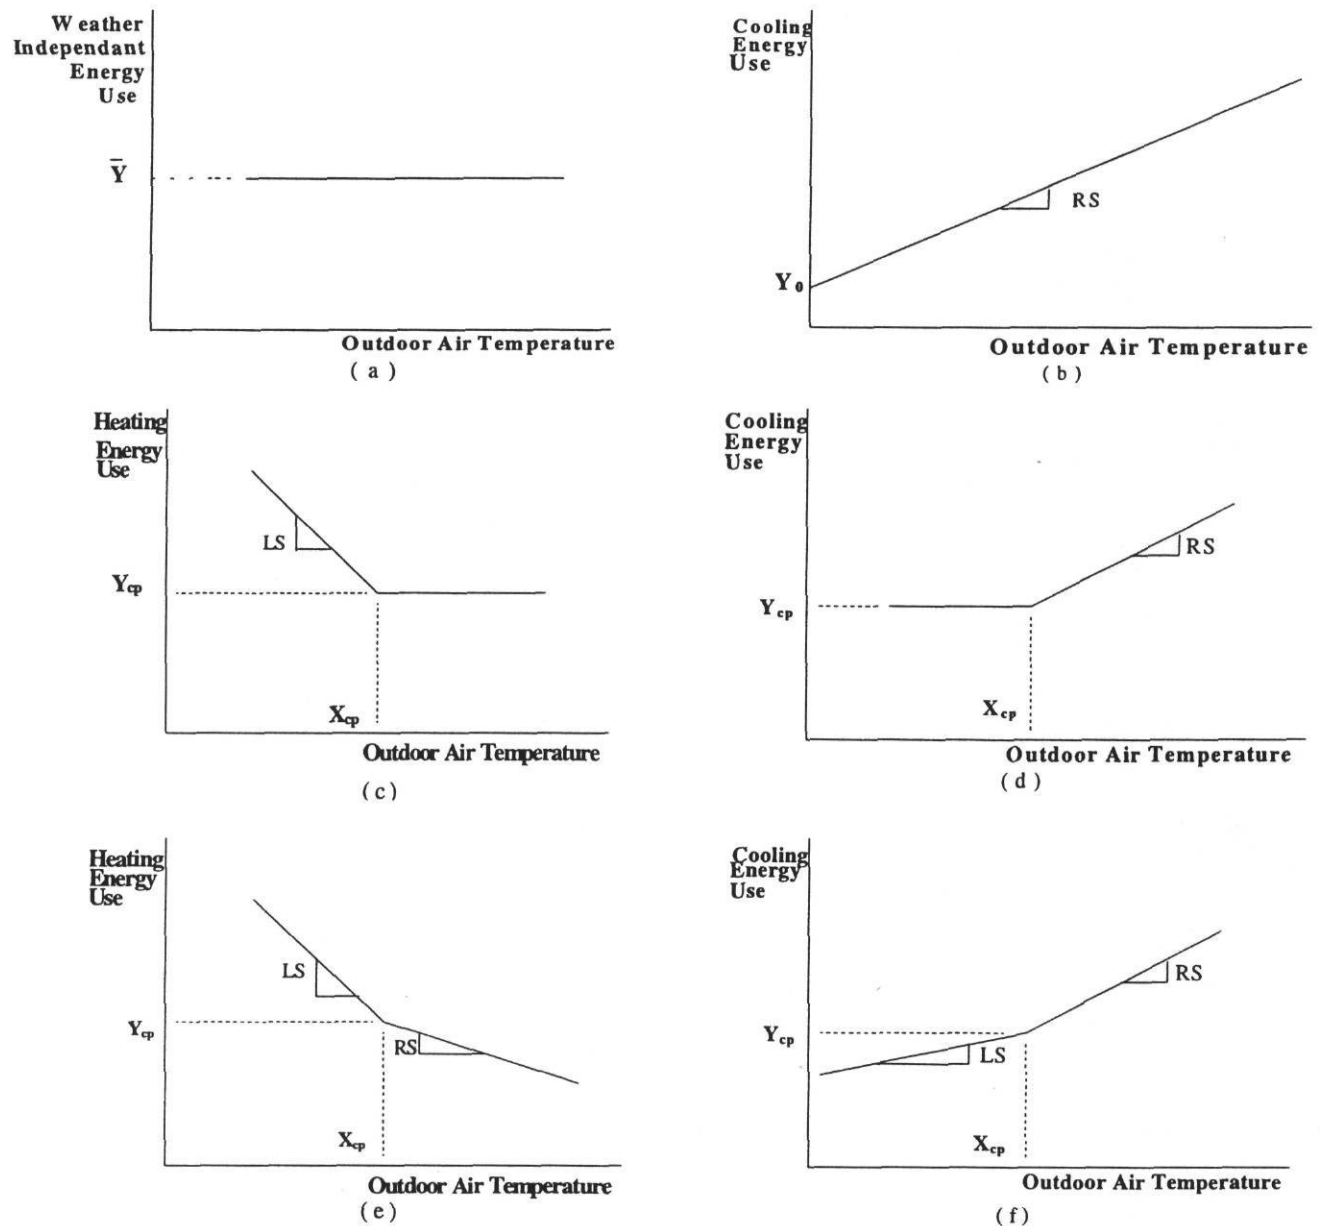 Weather
Independant
Energy
Use
Ȳ
Outdoor Air Temperature
(a)
Cooling
Energy
Use
RS
Y₀
Outdoor Air Temperature
(b)
Heating
Energy
Use
LS
Ycp
Xcp
Outdoor Air Temperature
(c)
Cooling
Energy
Use
RS
Ycp
Xcp
Outdoor Air Temperature
(d)
Heating
Energy
Use
LS
Ycp
RS
Xcp
Outdoor Air Temperature
(e)
Cooling
Energy
Use
RS
Ycp
LS
Xcp
Outdoor Air Temperature
(f)